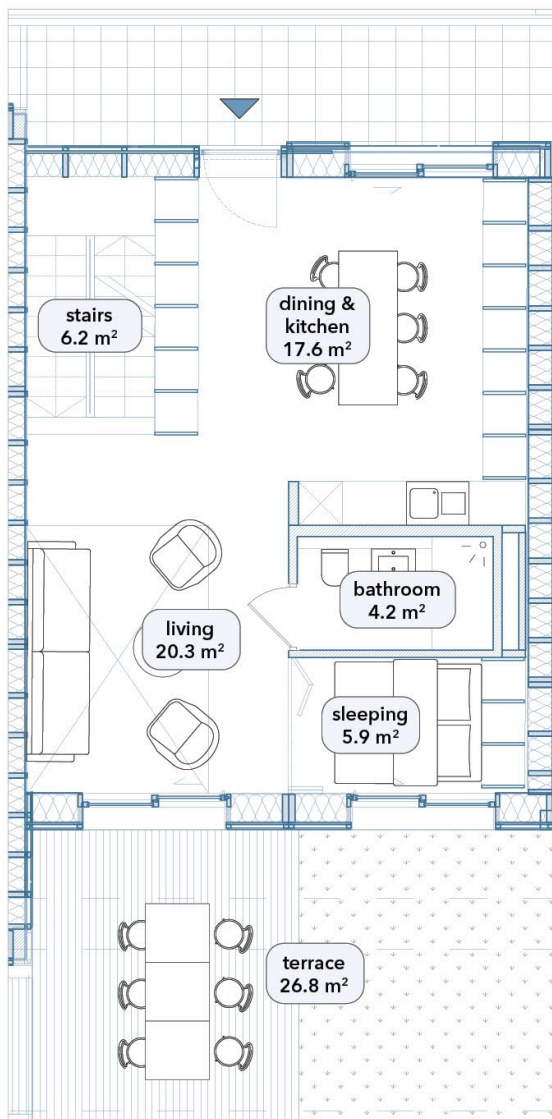 stairs
6.2 m²
dining &
kitchen
17.6 m²
bathroom
4.2 m²
living
20.3 m²
sleeping
5.9 m²
terrace
26.8 m²